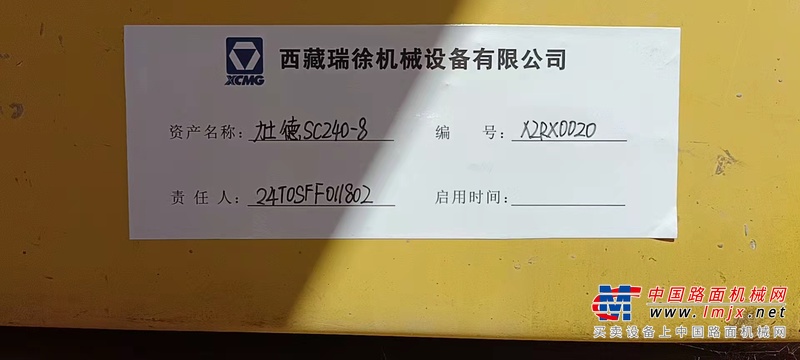 XCMG
西藏瑞徐机械设备有限公司
资产名称: 加德SC240-8 编 号: XZRX0020
责 任 人: 24T0SFF011802 启用时间:
中国路面机械网
www.lmjx.net
买卖设备上中国路面机械网